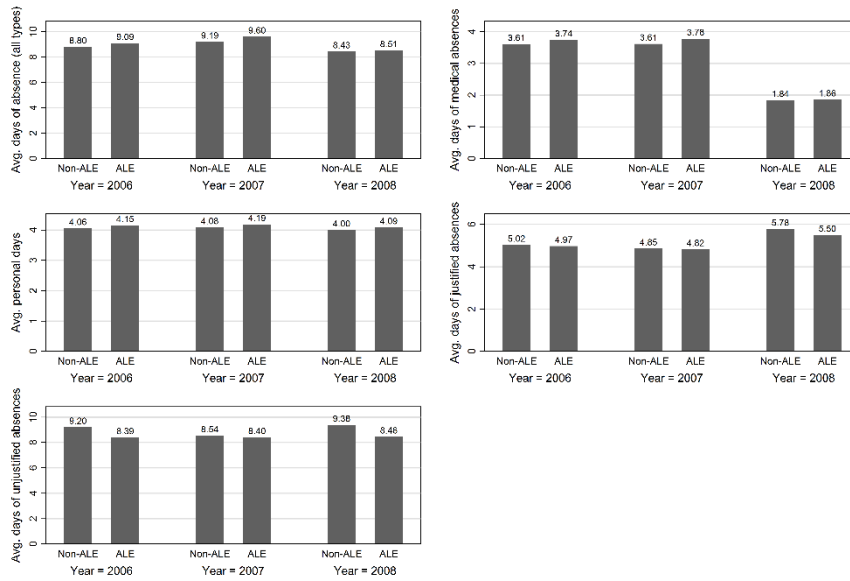 Avg. days of absence (all types)
0 2 4 6 8 10
8.80 9.09 9.19 9.60 8.43 8.51
Non-ALE ALE Non-ALE ALE Non-ALE ALE
Year = 2006 Year = 2007 Year = 2008
Avg. days of medical absences
0 1 2 3 4
3.61 3.74 3.61 3.78 1.84 1.86
Non-ALE ALE Non-ALE ALE Non-ALE ALE
Year = 2006 Year = 2007 Year = 2008
Avg. personal days
0 1 2 3 4
4.06 4.15 4.08 4.19 4.00 4.09
Non-ALE ALE Non-ALE ALE Non-ALE ALE
Year = 2006 Year = 2007 Year = 2008
Avg. days of justified absences
0 2 4 6
5.02 4.97 4.85 4.82 5.78 5.50
Non-ALE ALE Non-ALE ALE Non-ALE ALE
Year = 2006 Year = 2007 Year = 2008
Avg. days of unjustified absences
0 2 4 6 8 10
9.20 8.39 8.54 8.40 9.36 8.46
Non-ALE ALE Non-ALE ALE Non-ALE ALE
Year = 2006 Year = 2007 Year = 2008